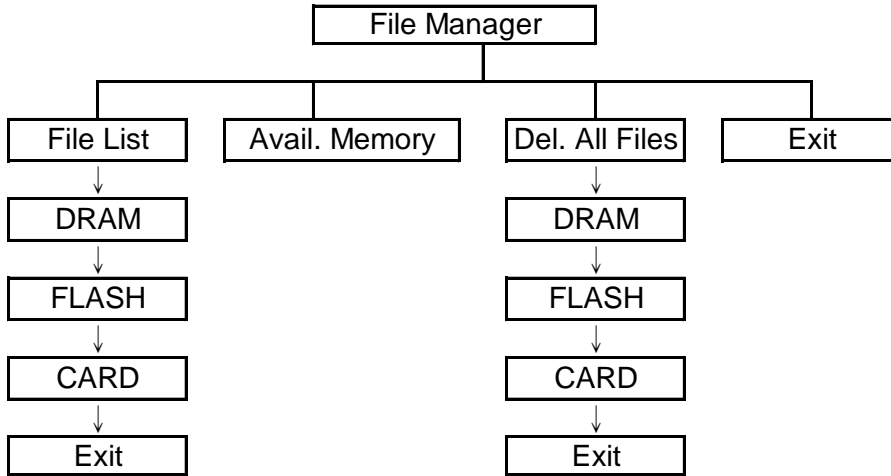 File Manager
File List
Avail. Memory
Del. All Files
Exit
DRAM
DRAM
FLASH
FLASH
CARD
CARD
Exit
Exit